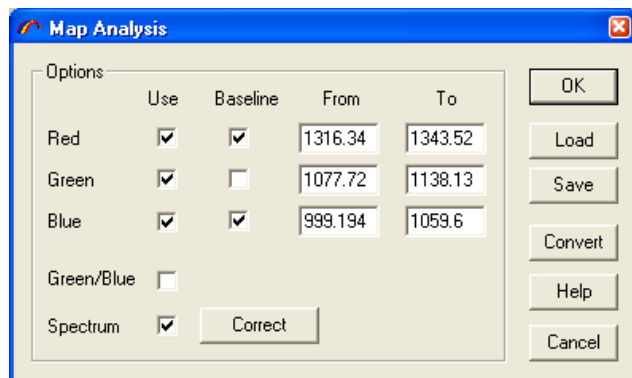 Map Analysis
Options
Use Baseline From To
Red 1316.34 1343.52
Green 1077.72 1138.13
Blue 999.194 1059.6
Green/Blue
Spectrum Correct
OK
Load
Save
Convert
Help
Cancel